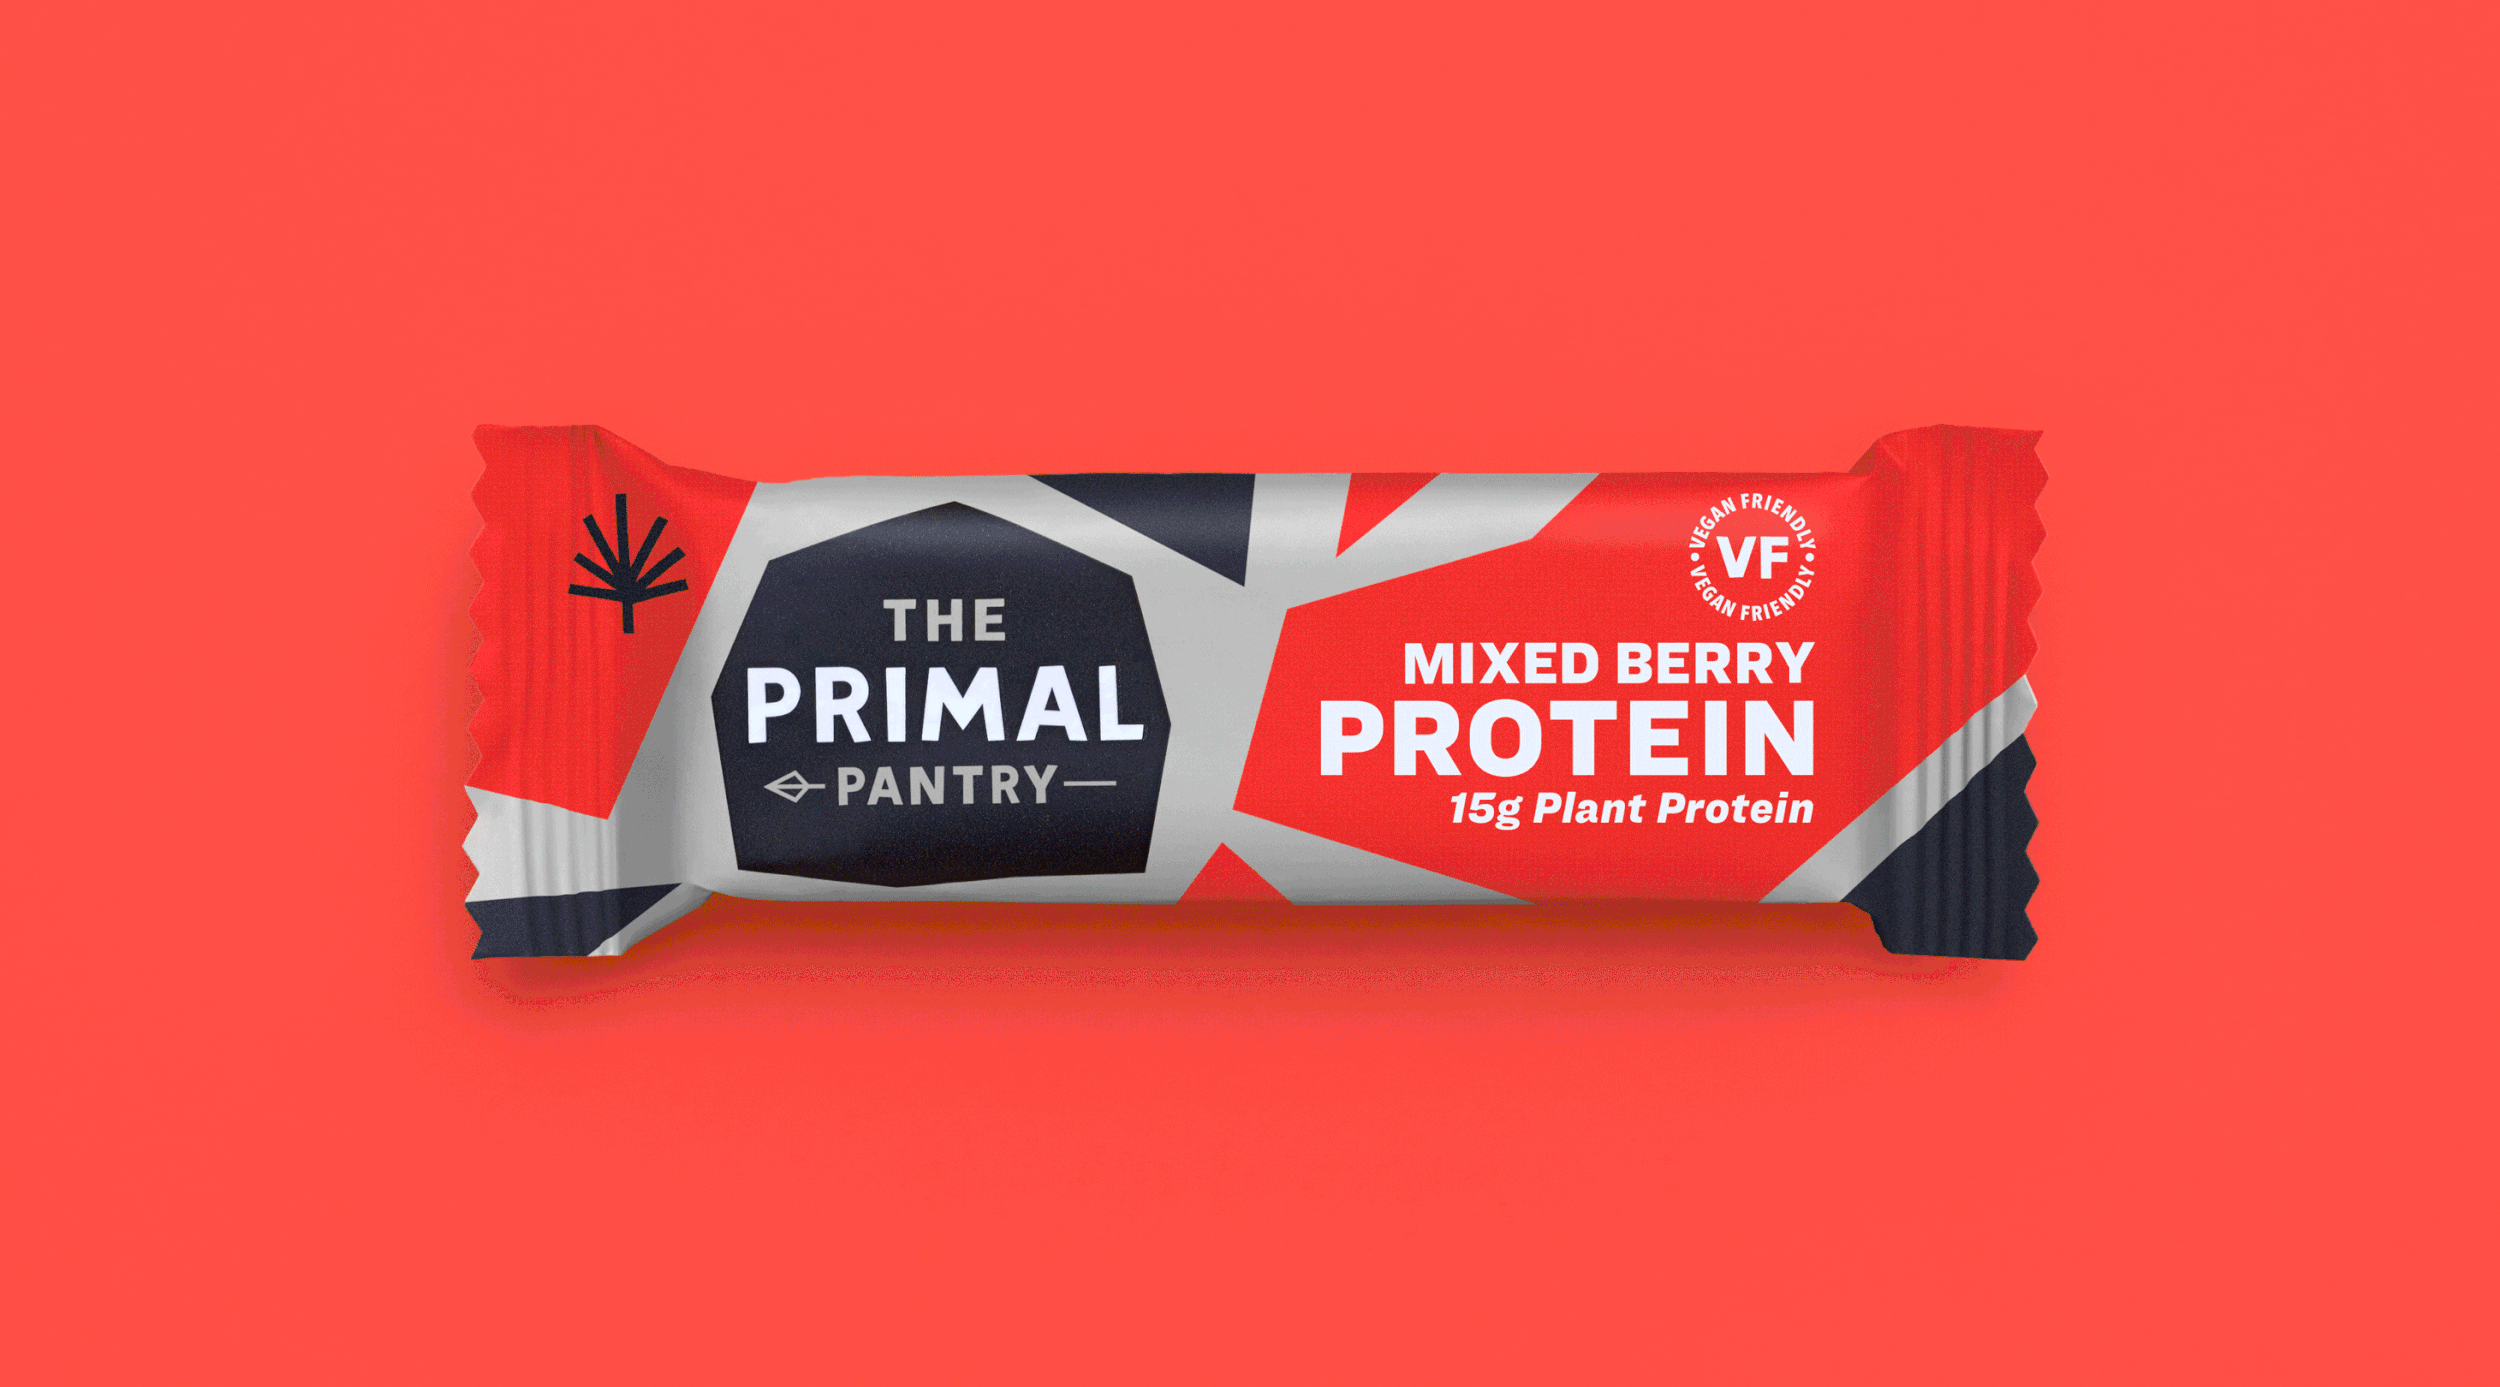 THE
PRIMAL
PANTRY
VEGAN FRIENDLY
VF
VEGAN FRIENDLY
MIXED BERRY
PROTEIN
15g Plant Protein